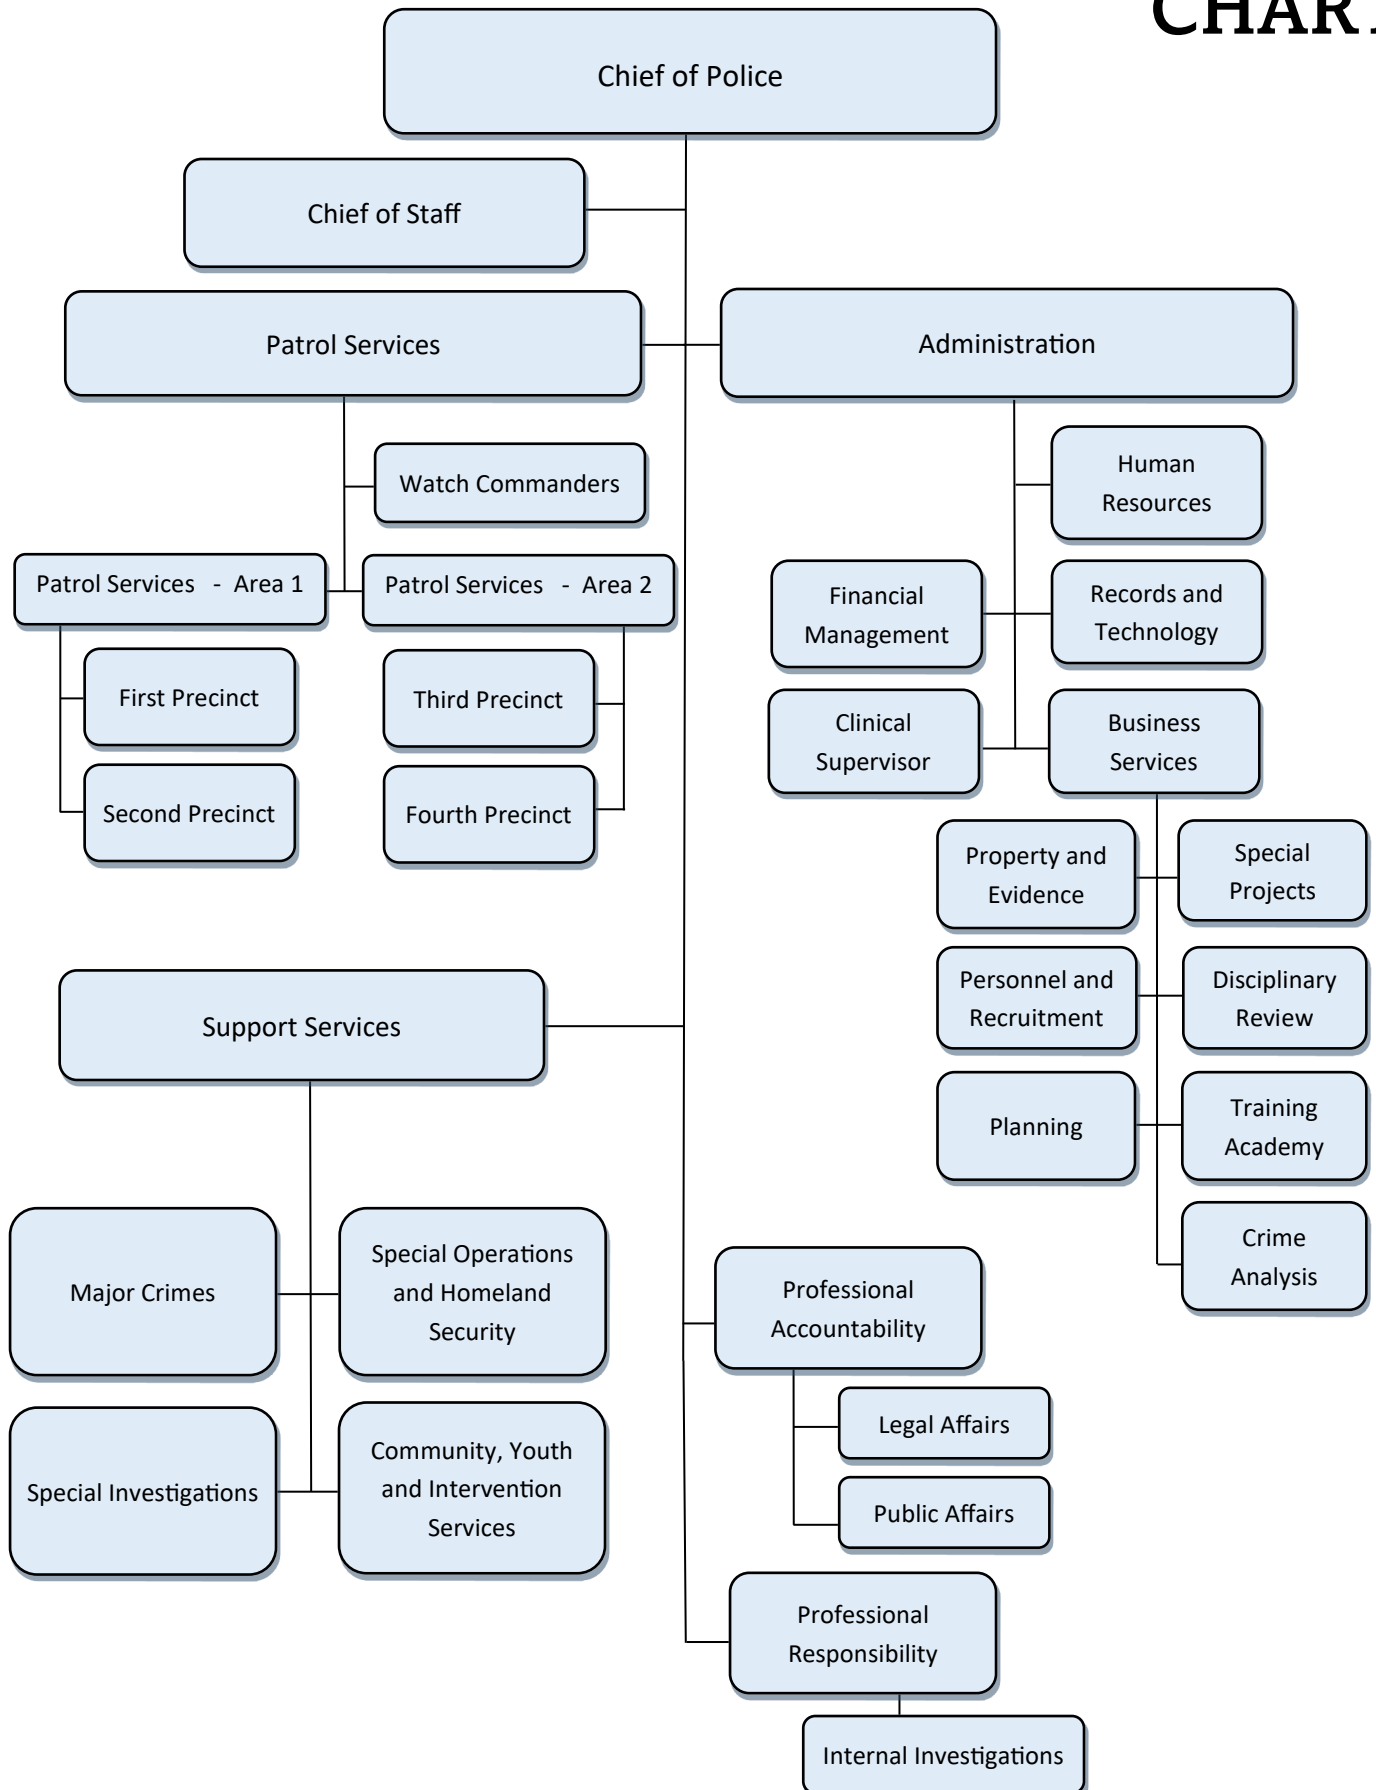 CHART
Chief of Police
Chief of Staff
Patrol Services
Administration
Watch Commanders
Human
Resources
Patrol Services - Area 1
Patrol Services - Area 2
Financial
Management
Records and
Technology
First Precinct
Third Precinct
Clinical
Supervisor
Business
Services
Second Precinct
Fourth Precinct
Property and
Evidence
Special
Projects
Personnel and
Recruitment
Disciplinary
Review
Support Services
Planning
Training
Academy
Major Crimes
Special Operations
and Homeland
Security
Crime
Analysis
Professional
Accountability
Legal Affairs
Special Investigations
Community, Youth
and Intervention
Services
Public Affairs
Professional
Responsibility
Internal Investigations